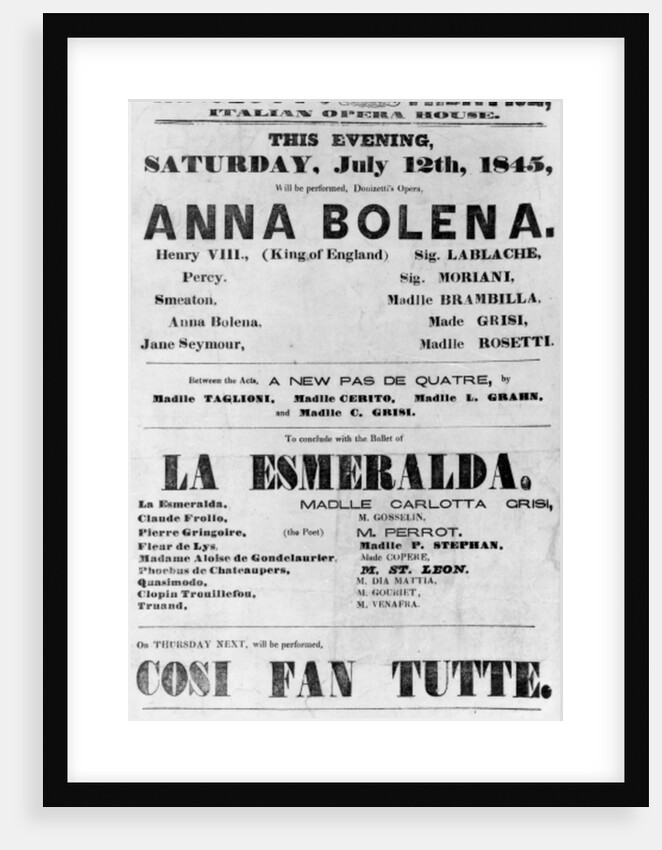 ITALIAN OPERA HOUSE.
THIS EVENING,
SATURDAY, July 12th, 1845,
Will be performed, Donizetti's Opera,
ANNA BOLENA.
Henry VIII., (King of England) Sig. LABLACHE,
Percy. Sig. MORIANI,
Smeaton, Madlle BRAMBILLA.
Anna Bolena, Made GRISI,
Jane Seymour, Madlle ROSETTI.
Between the Acts, A NEW PAS DE QUATRE, by
Madlle TAGLIONI, Madlle CERITO, Madlle L. GRAHN,
and Madlle C. GRISI.
To conclude with the Ballet of
LA ESMERALDA.
La Esmeralda, MADLLE CARLOTTA GRISI,
Claude Frollo, M. GOSSELIN,
Pierre Gringoire, (the Poet) M. PERROT.
Fleur de Lys, Madlle P. STEPHAN,
Madame Aloise de Gondelaurier, Made COPERE,
Phoebus de Chateaupers, M. ST. LEON.
Quasimodo, M. DIA MATTIA,
Clopin Trouillefou, M. GOURIET,
Truand, M. VENAFRA.
On THURSDAY NEXT, will be performed,
COSI FAN TUTTE.